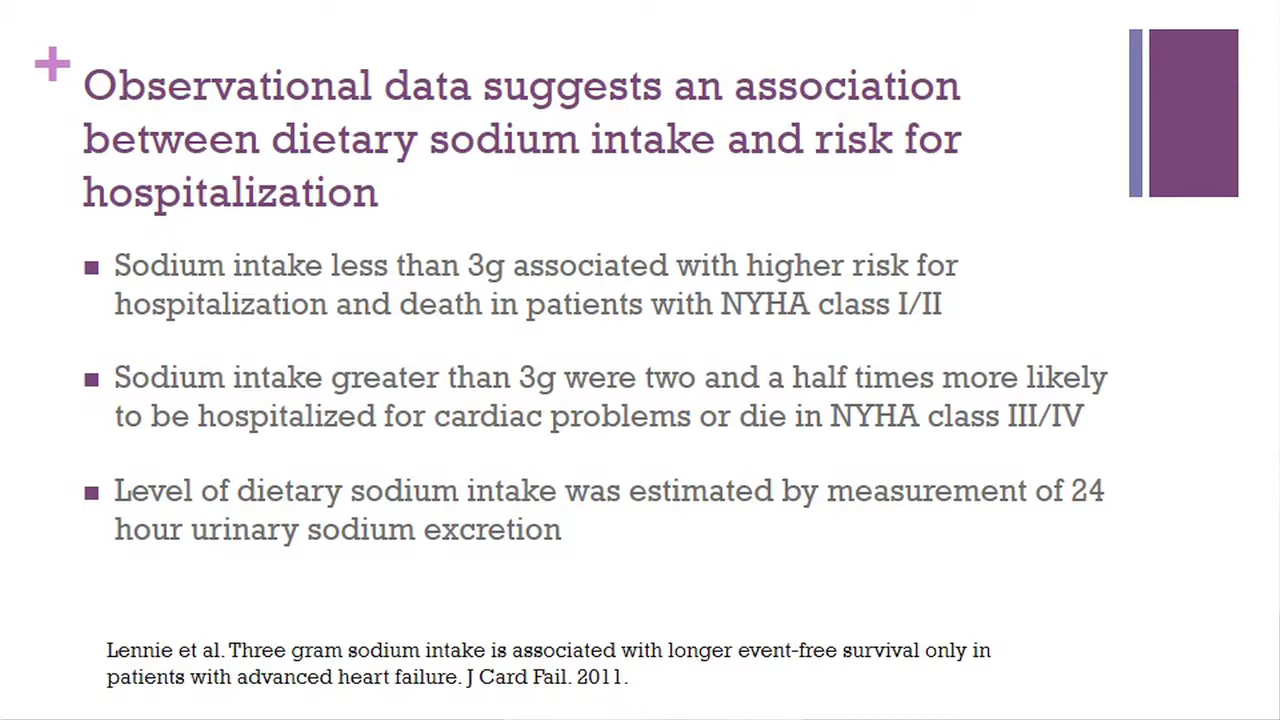 +
Observational data suggests an association
between dietary sodium intake and risk for
hospitalization
■ Sodium intake less than 3g associated with higher risk for
hospitalization and death in patients with NYHA class I/II
■ Sodium intake greater than 3g were two and a half times more likely
to be hospitalized for cardiac problems or die in NYHA class III/IV
■ Level of dietary sodium intake was estimated by measurement of 24
hour urinary sodium excretion
Lennie et al. Three gram sodium intake is associated with longer event-free survival only in
patients with advanced heart failure. J Card Fail. 2011.